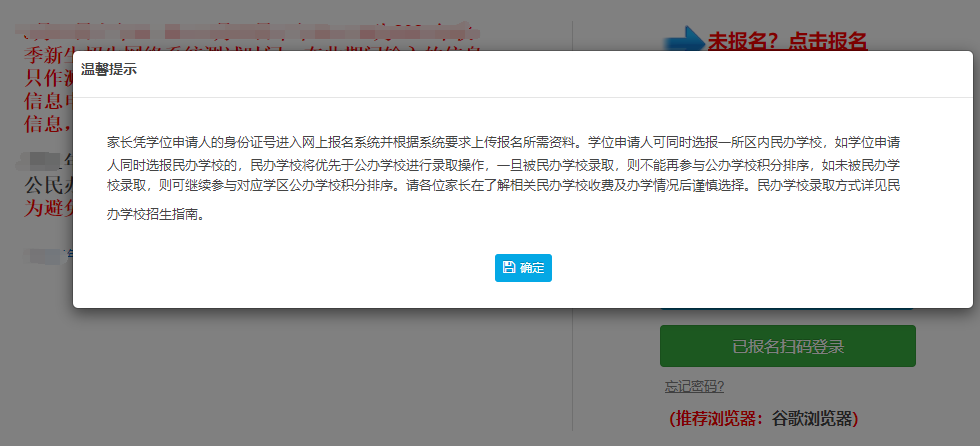 未报名？点击报名
季新生
只作
信息
信息，
公民
为避免
温馨提示
家长凭学位申请人的身份证号进入网上报名系统并根据系统要求上传报名所需资料。学位申请人可同时选报一所区内民办学校，如学位申请
人同时选报民办学校的，民办学校将优先于公办学校进行录取操作，一旦被民办学校录取，则不能再参与公办学校积分排序，如未被民办学
校录取，则可继续参与对应学区公办学校积分排序。请各位家长在了解相关民办学校收费及办学情况后谨慎选择。民办学校录取方式详见民
办学校招生指南。
确定
已报名扫码登录
忘记密码?
(推荐浏览器：谷歌浏览器)